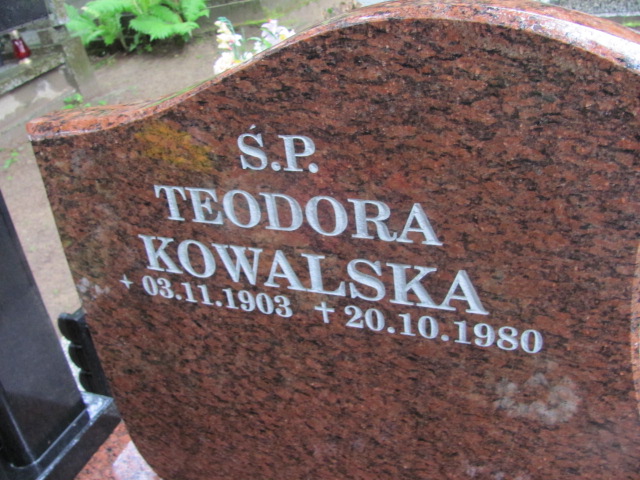 Ś.P.
TEODORA
KOWALSKA
+ 03.11.1903 † 20.10.1980